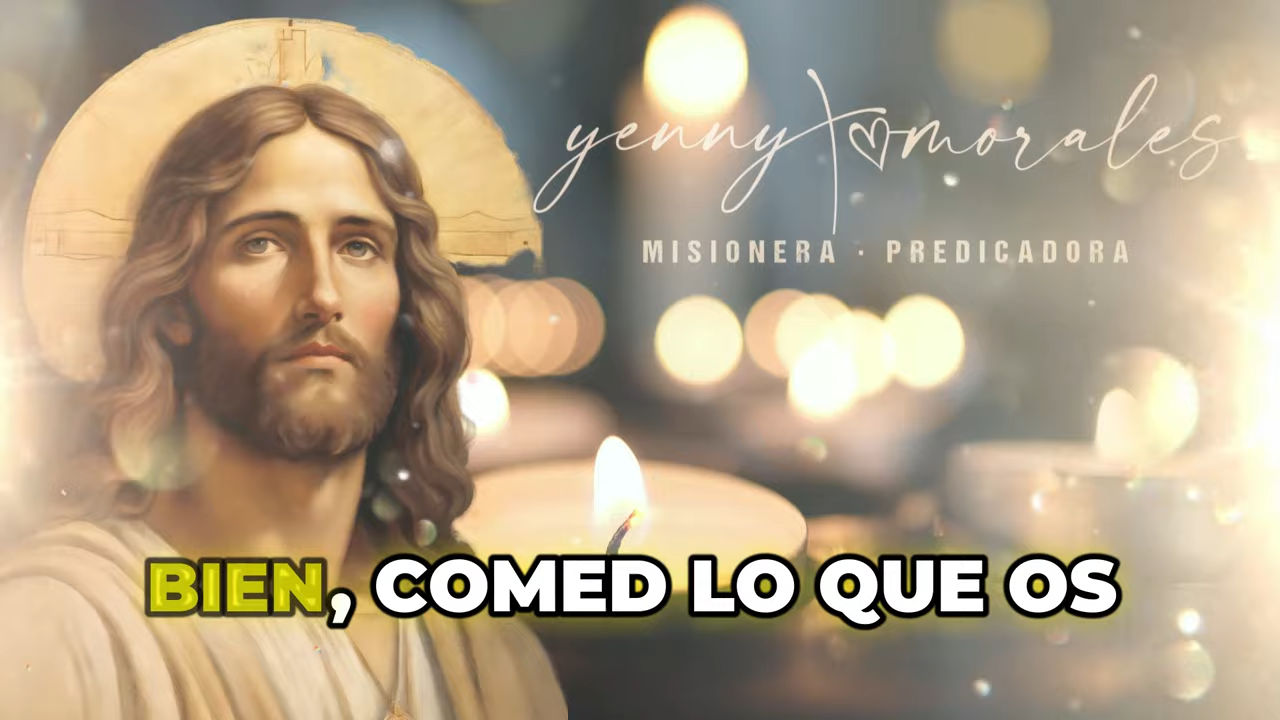 yenny morales
MISIONERA · PREDICADORA
BIEN, COMED LO QUE OS